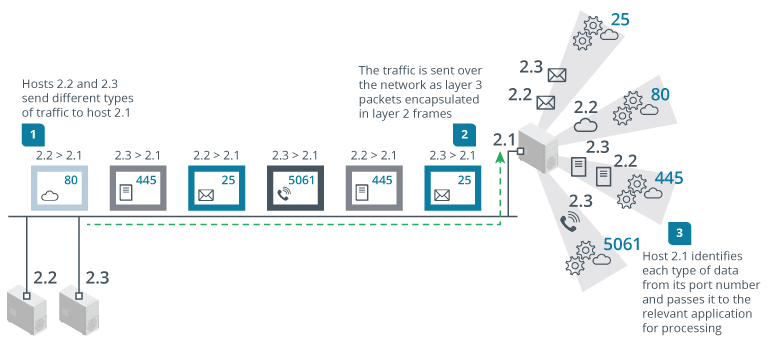 Hosts 2.2 and 2.3
send different types
of traffic to host 2.1
1
The traffic is sent over
the network as layer 3
packets encapsulated
in layer 2 frames
2
2.2 > 2.1
2.3 > 2.1
2.2 > 2.1
2.3 > 2.1
2.2 > 2.1
2.3 > 2.1
80
445
25
5061
445
25
2.2
2.3
2.1
25
2.3
2.2
80
2.2
2.3
2.2
445
2.3
5061
3
Host 2.1 identifies
each type of data
from its port number
and passes it to the
relevant application
for processing